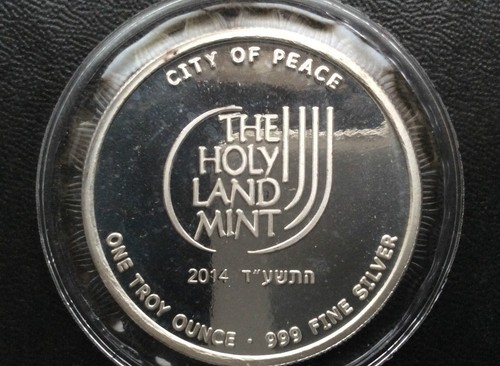 CITY OF PEACE
THE
HOLY
LAND
MINT
2014 התשע״ד
ONE TROY OUNCE · 999 FINE SILVER